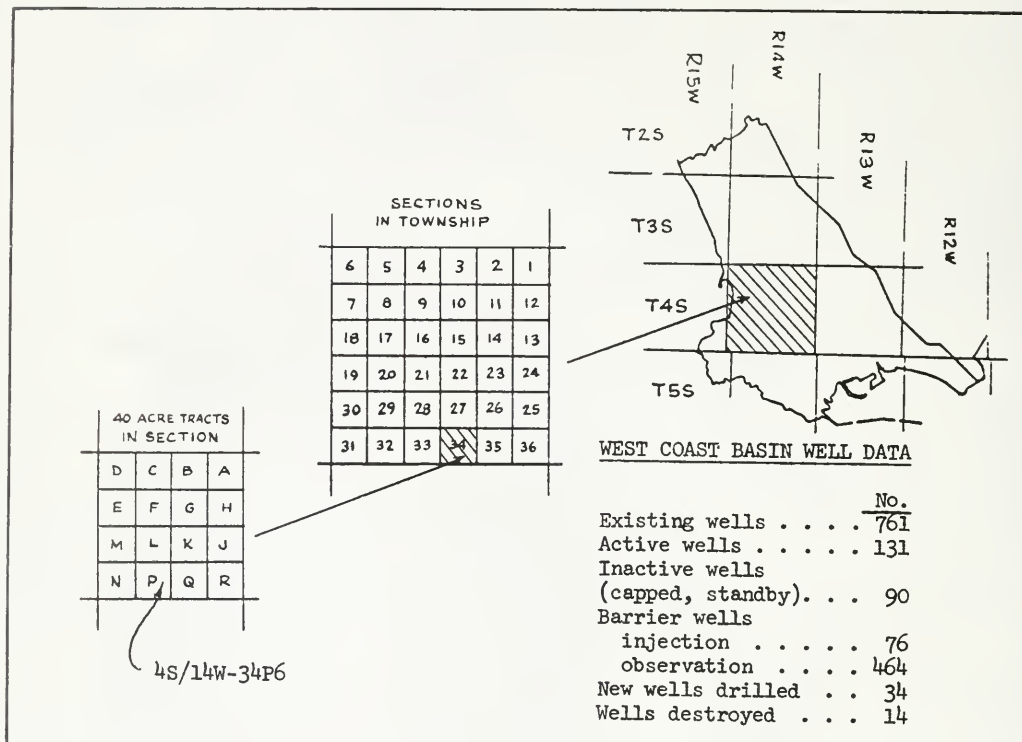 R15W
R14W
R13W
R12W
T2S
T3S
T4S
T5S
SECTIONS
IN TOWNSHIP
6 5 4 3 2 1
7 8 9 10 11 12
18 17 16 15 14 13
19 20 21 22 23 24
30 29 28 27 26 25
31 32 33 34 35 36
40 ACRE TRACTS
IN SECTION
D C B A
E F G H
M L K J
N P Q R
4S/14W-34P6
WEST COAST BASIN WELL DATA
No.
Existing wells . . . . 761
Active wells . . . . . 131
Inactive wells
(capped, standby). . . 90
Barrier wells
injection . . . . . 76
observation . . . . 464
New wells drilled . . 34
Wells destroyed . . . 14